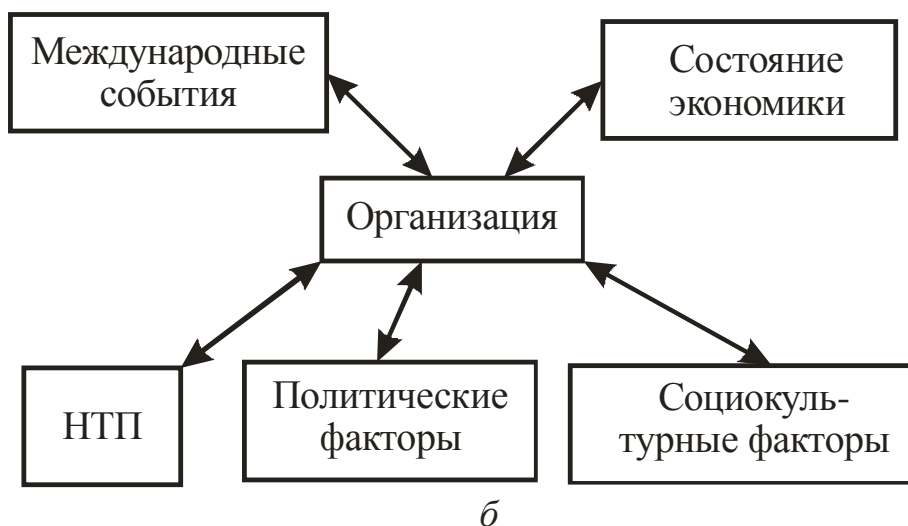 Международные
события
Состояние
экономики
Организация
НТП
Политические
факторы
Социокуль-
турные факторы
б